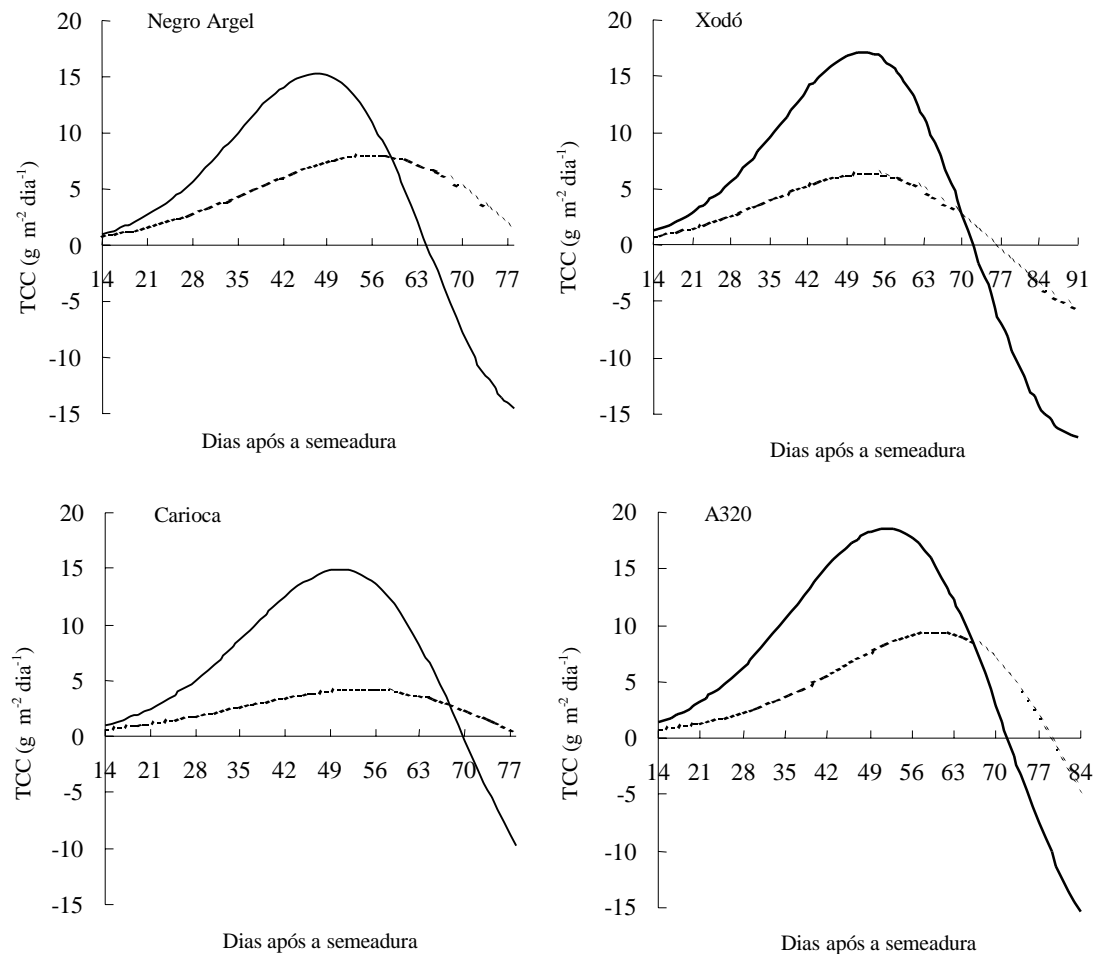 Negro Argel
20
15
10
5
0
-5
-10
-15
TCC (g m-2 dia-1)
14 21 28 35 42 49 56 63 70 77
Dias após a semeadura
Xodó
20
15
10
5
0
-5
-10
-15
TCC (g m-2 dia-1)
14 21 28 35 42 49 56 63 70 77 84 91
Dias após a semeadura
Carioca
20
15
10
5
0
-5
-10
-15
TCC (g m-2 dia-1)
14 21 28 35 42 49 56 63 70 77
Dias após a semeadura
A320
20
15
10
5
0
-5
-10
-15
TCC (g m-2 dia-1)
14 21 28 35 42 49 56 63 70 77 84
Dias após a semeadura